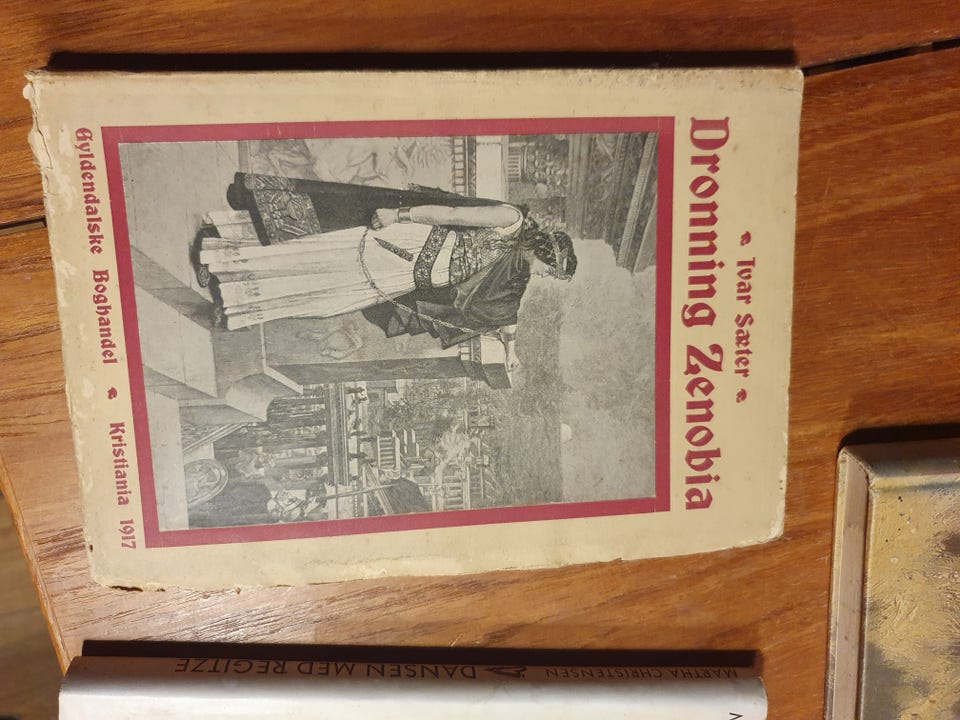 Ivar Sæter
Dronning Zenobia
Gyldendalske Boghandel Kristiania 1917
MARTHA CHRISTENSEN DANSEN MED REGITZE